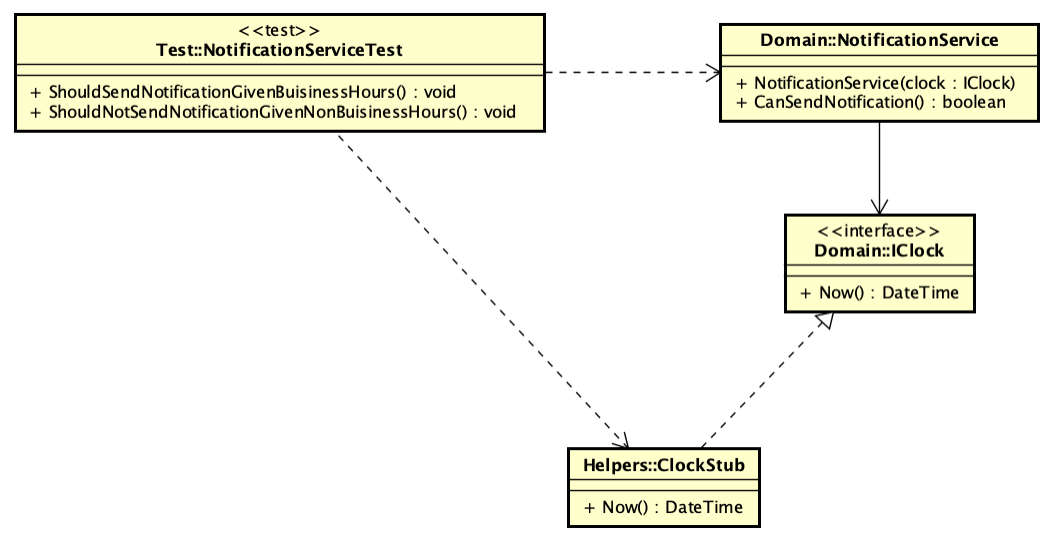 <<test>>
Test::NotificationServiceTest
+ ShouldSendNotificationGivenBuisinessHours() : void
+ ShouldNotSendNotificationGivenNonBuisinessHours() : void
Domain::NotificationService
+ NotificationService(clock : IClock)
+ CanSendNotification() : boolean
<<interface>>
Domain::IClock
+ Now() : DateTime
Helpers::ClockStub
+ Now() : DateTime